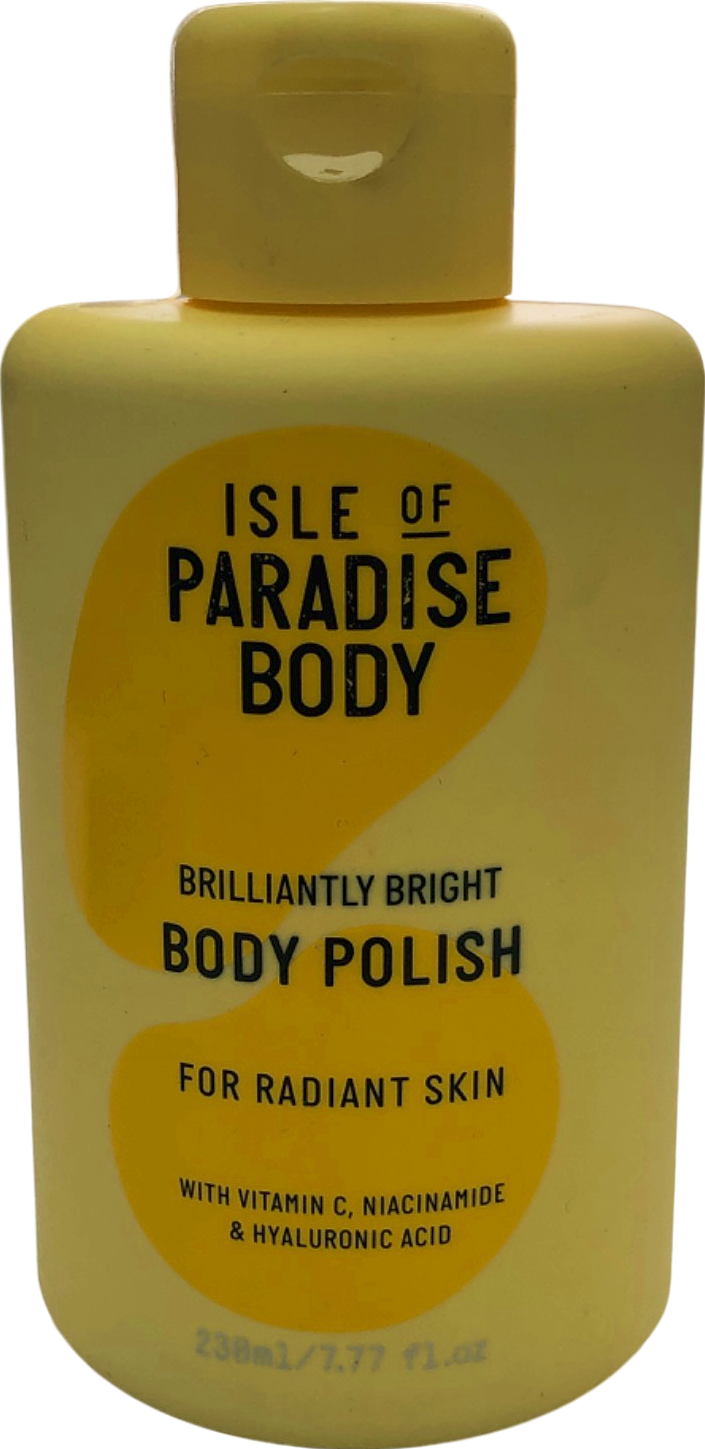 ISLE OF
PARADISE
BODY
BRILLIANTLY BRIGHT
BODY POLISH
FOR RADIANT SKIN
WITH VITAMIN C, NIACINAMIDE
& HYALURONIC ACID
230ml/7.77 fl.oz